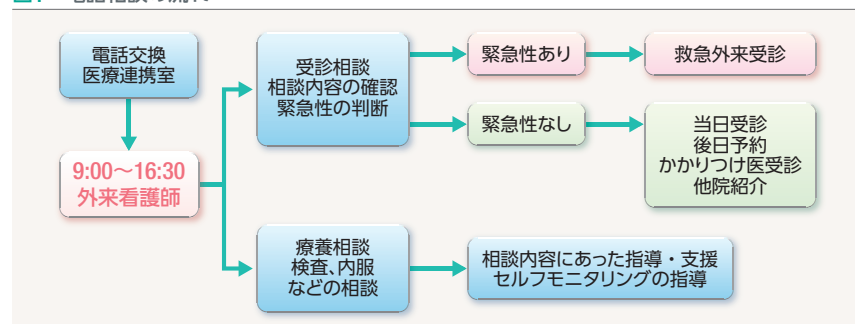 電話交換
医療連携室
9:00～16:30
外来看護師
受診相談
相談内容の確認
緊急性の判断
緊急性あり
救急外来受診
緊急性なし
当日受診
後日予約
かかりつけ医受診
他院紹介
療養相談
検査、内服
などの相談
相談内容にあった指導・支援
セルフモニタリングの指導